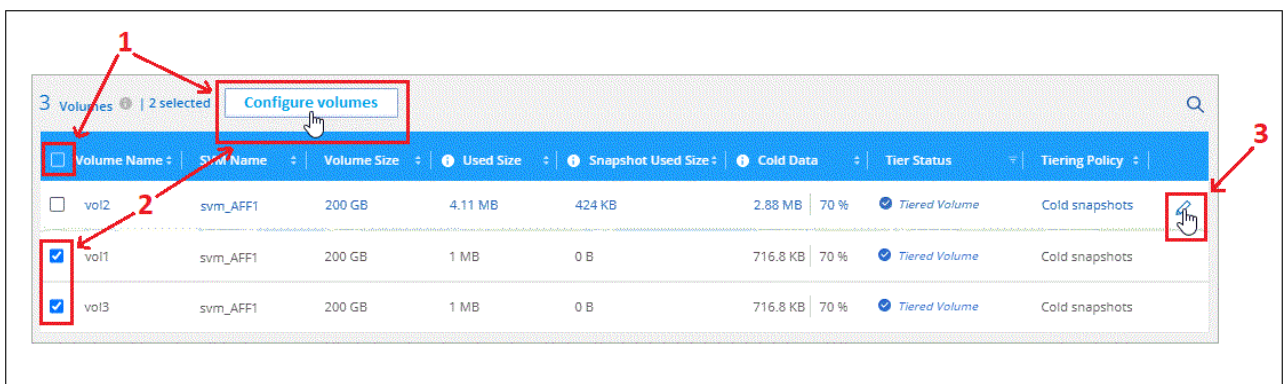 1
3 Volumes | 2 selected Configure volumes
3
Volume Name SVM Name Volume Size Used Size Snapshot Used Size Cold Data Tier Status Tiering Policy
2
vol2 svm_AFF1 200 GB 4.11 MB 424 KB 2.88 MB 70 % Tiered Volume Cold snapshots
vol1 svm_AFF1 200 GB 1 MB 0 B 716.8 KB 70 % Tiered Volume Cold snapshots
vol3 svm_AFF1 200 GB 1 MB 0 B 716.8 KB 70 % Tiered Volume Cold snapshots